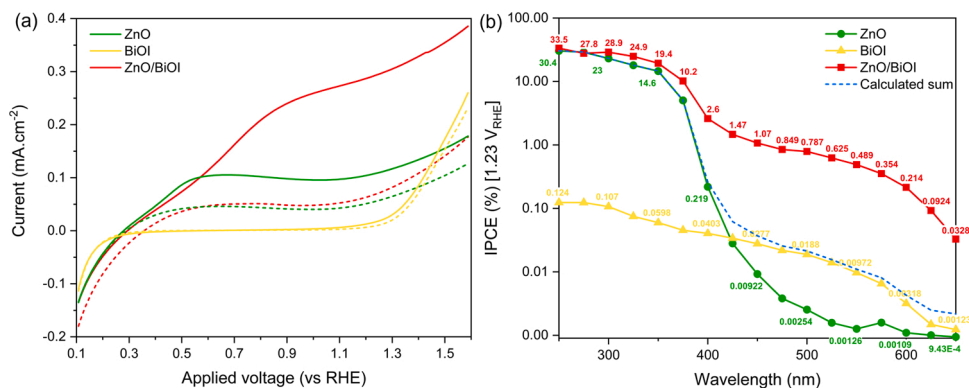 (a)
ZnO
BiOI
ZnO/BiOI
Current (mA.cm⁻²)
0.4
0.3
0.2
0.1
0.0
-0.1
-0.2
0.1 0.3 0.6 0.7 0.9 1.1 1.3 1.5
Applied voltage (vs RHE)
(b)
ZnO
BiOI
ZnO/BiOI
Calculated sum
IPCE (%) [1.23 V_RHE]
100.00
10.00
1.00
0.10
0.01
0.00
33.5 27.8 28.9 24.9 19.4 10.2 2.6 1.47 1.07 0.849 0.787 0.625 0.489 0.354 0.214 0.0924 0.0328
30.4 23 14.6 0.219 0.00922 0.00254 0.00126 0.00109 9.43E-4
0.124 0.107 0.0598 0.0403 0.0277 0.0188 0.00972 0.00318 0.00123
300 400 500 600
Wavelength (nm)